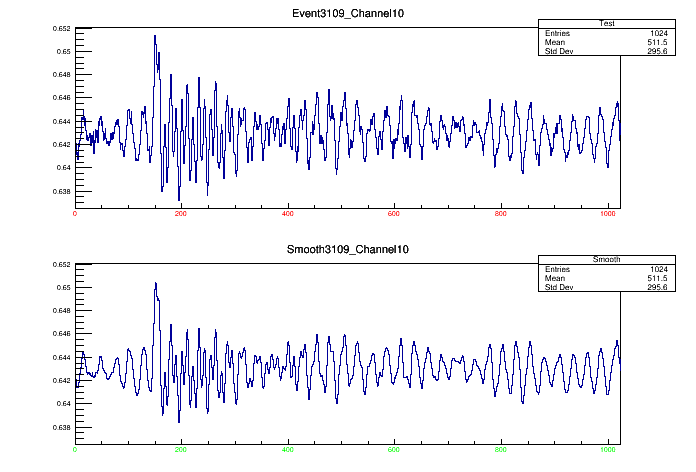 Event3109_Channel10
Test
Entries 1024
Mean 511.5
Std Dev 295.6
0.652
0.65
0.648
0.646
0.644
0.642
0.64
0.638
0 200 400 600 800 1000
Smooth3109_Channel10
Smooth
Entries 1024
Mean 511.5
Std Dev 295.6
0.652
0.65
0.648
0.646
0.644
0.642
0.64
0.638
0 200 400 600 800 1000